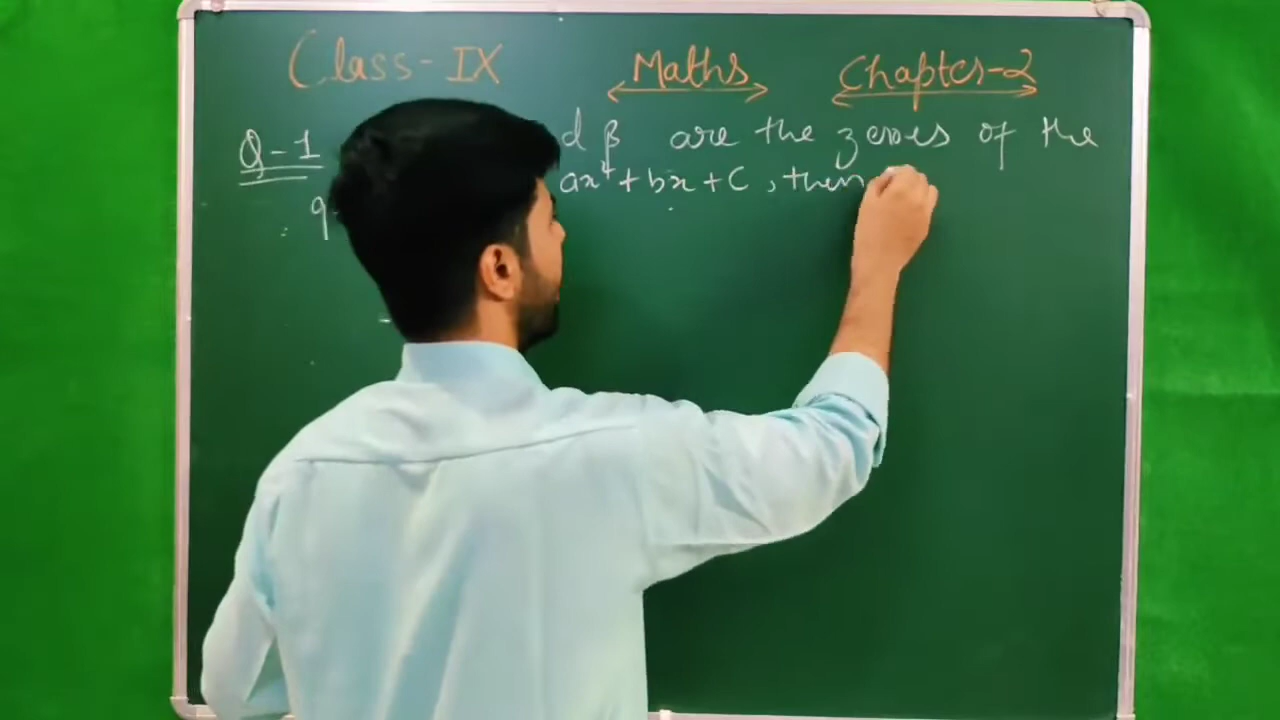 Class-IX Maths Chapter-2
Q-1 d β are the zeroes of the
q ax²+bx+c, then